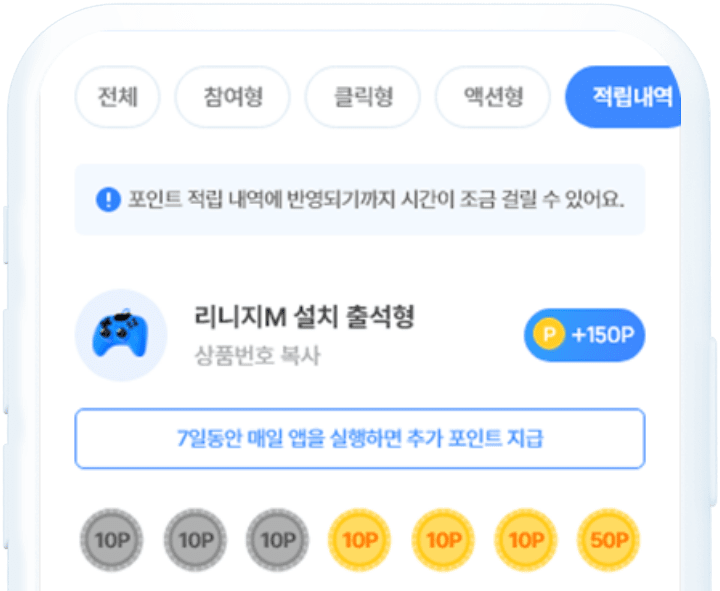 전체 참여형 클릭형 액션형 적립내역
포인트 적립 내역에 반영되기까지 시간이 조금 걸릴 수 있어요.
리니지M 설치 출석형
상품번호 복사
P +150P
7일동안 매일 앱을 실행하면 추가 포인트 지급
10P 10P 10P 10P 10P 10P 50P